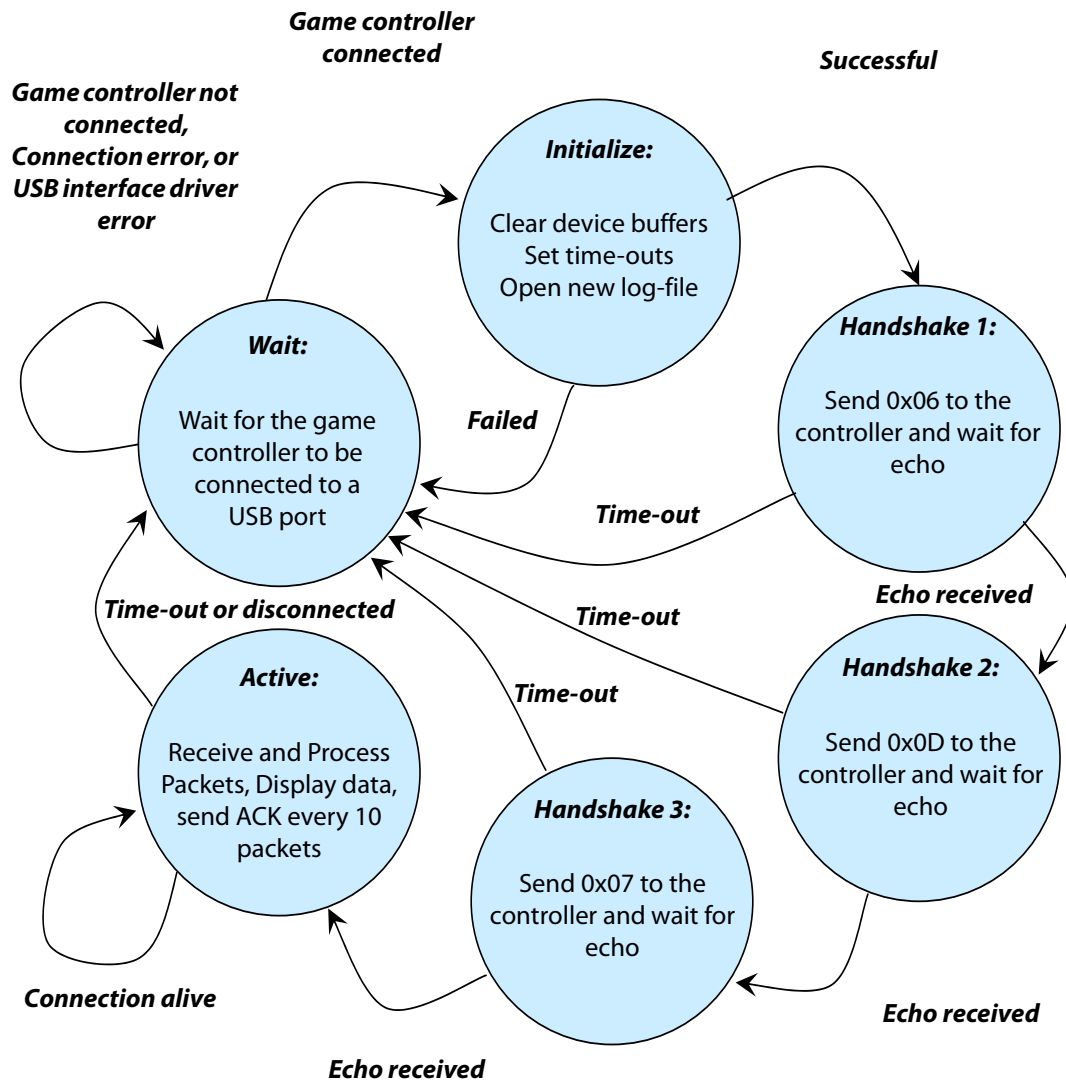 Game controller
connected
Successful
Game controller not
connected,
Connection error, or
USB interface driver
error
Initialize:
Clear device buffers
Set time-outs
Open new log-file
Wait:
Wait for the game
controller to be
connected to a
USB port
Handshake 1:
Send 0x06 to the
controller and wait for
echo
Failed
Time-out
Echo received
Time-out or disconnected
Time-out
Active:
Receive and Process
Packets, Display data,
send ACK every 10
packets
Handshake 2:
Send 0x0D to the
controller and wait for
echo
Time-out
Handshake 3:
Send 0x07 to the
controller and wait for
echo
Connection alive
Echo received
Echo received